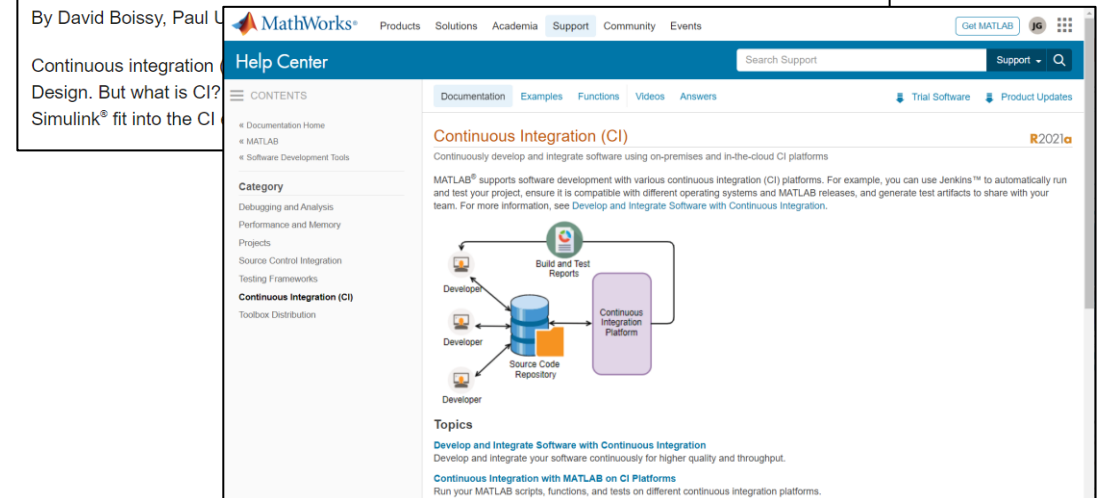 By David Boissy, Paul
Continuous integration
Design. But what is CI?
Simulink® fit into the CI
MathWorks®
Products Solutions Academia Support Community Events
Get MATLAB JG
Help Center
Search Support
Support
CONTENTS
« Documentation Home
« MATLAB
« Software Development Tools
Category
Debugging and Analysis
Performance and Memory
Projects
Source Control Integration
Testing Frameworks
Continuous Integration (CI)
Toolbox Distribution
Documentation Examples Functions Videos Answers
Trial Software Product Updates
Continuous Integration (CI)
R2021a
Continuously develop and integrate software using on-premises and in-the-cloud CI platforms
MATLAB® supports software development with various continuous integration (CI) platforms. For example, you can use Jenkins™ to automatically run
and test your project, ensure it is compatible with different operating systems and MATLAB releases, and generate test artifacts to share with your
team. For more information, see Develop and Integrate Software with Continuous Integration.
Build and Test
Reports
Developer
Developer
Developer
Source Code
Repository
Continuous
Integration
Platform
Topics
Develop and Integrate Software with Continuous Integration
Develop and integrate your software continuously for higher quality and throughput.
Continuous Integration with MATLAB on CI Platforms
Run your MATLAB scripts, functions, and tests on different continuous integration platforms.